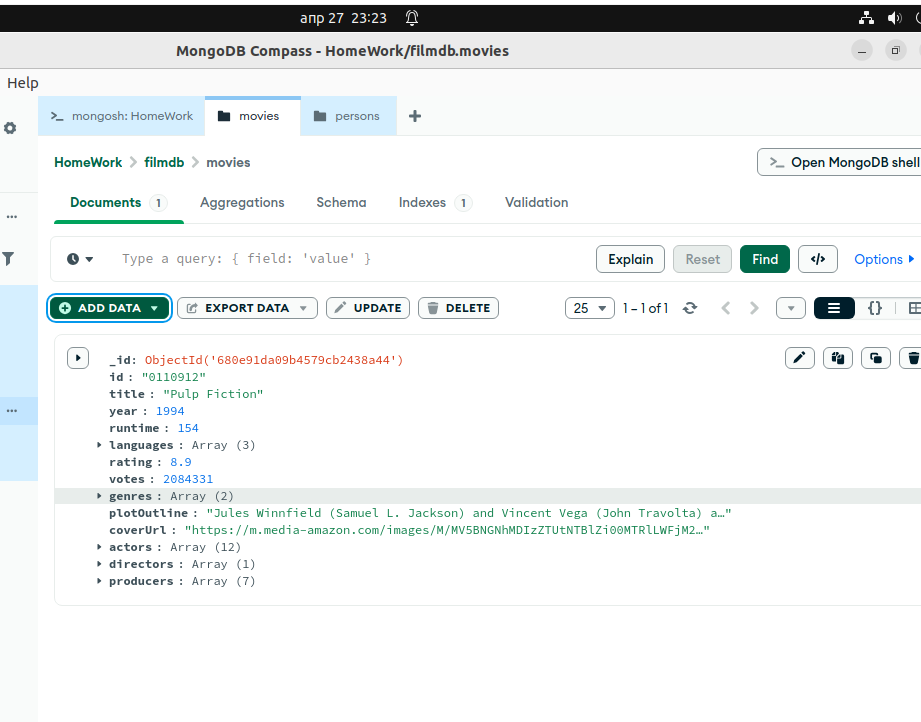 апр 27 23:23
MongoDB Compass - HomeWork/filmdb.movies
Help
mongosh: HomeWork movies persons
HomeWork > filmdb > movies
>_ Open MongoDB shell
Documents 1 Aggregations Schema Indexes 1 Validation
Type a query: { field: 'value' } Explain Reset Find </> Options
ADD DATA EXPORT DATA UPDATE DELETE 25 1 – 1 of 1 {}
_id: ObjectId('680e91da09b4579cb2438a44')
id : "0110912"
title : "Pulp Fiction"
year : 1994
runtime : 154
languages : Array (3)
rating : 8.9
votes : 2084331
genres : Array (2)
plotOutline : "Jules Winnfield (Samuel L. Jackson) and Vincent Vega (John Travolta) a…"
coverUrl : "https://m.media-amazon.com/images/M/MV5BNGNhMDIzZTUtNTBlZi00MTRlLWFjM2…"
actors : Array (12)
directors : Array (1)
producers : Array (7)